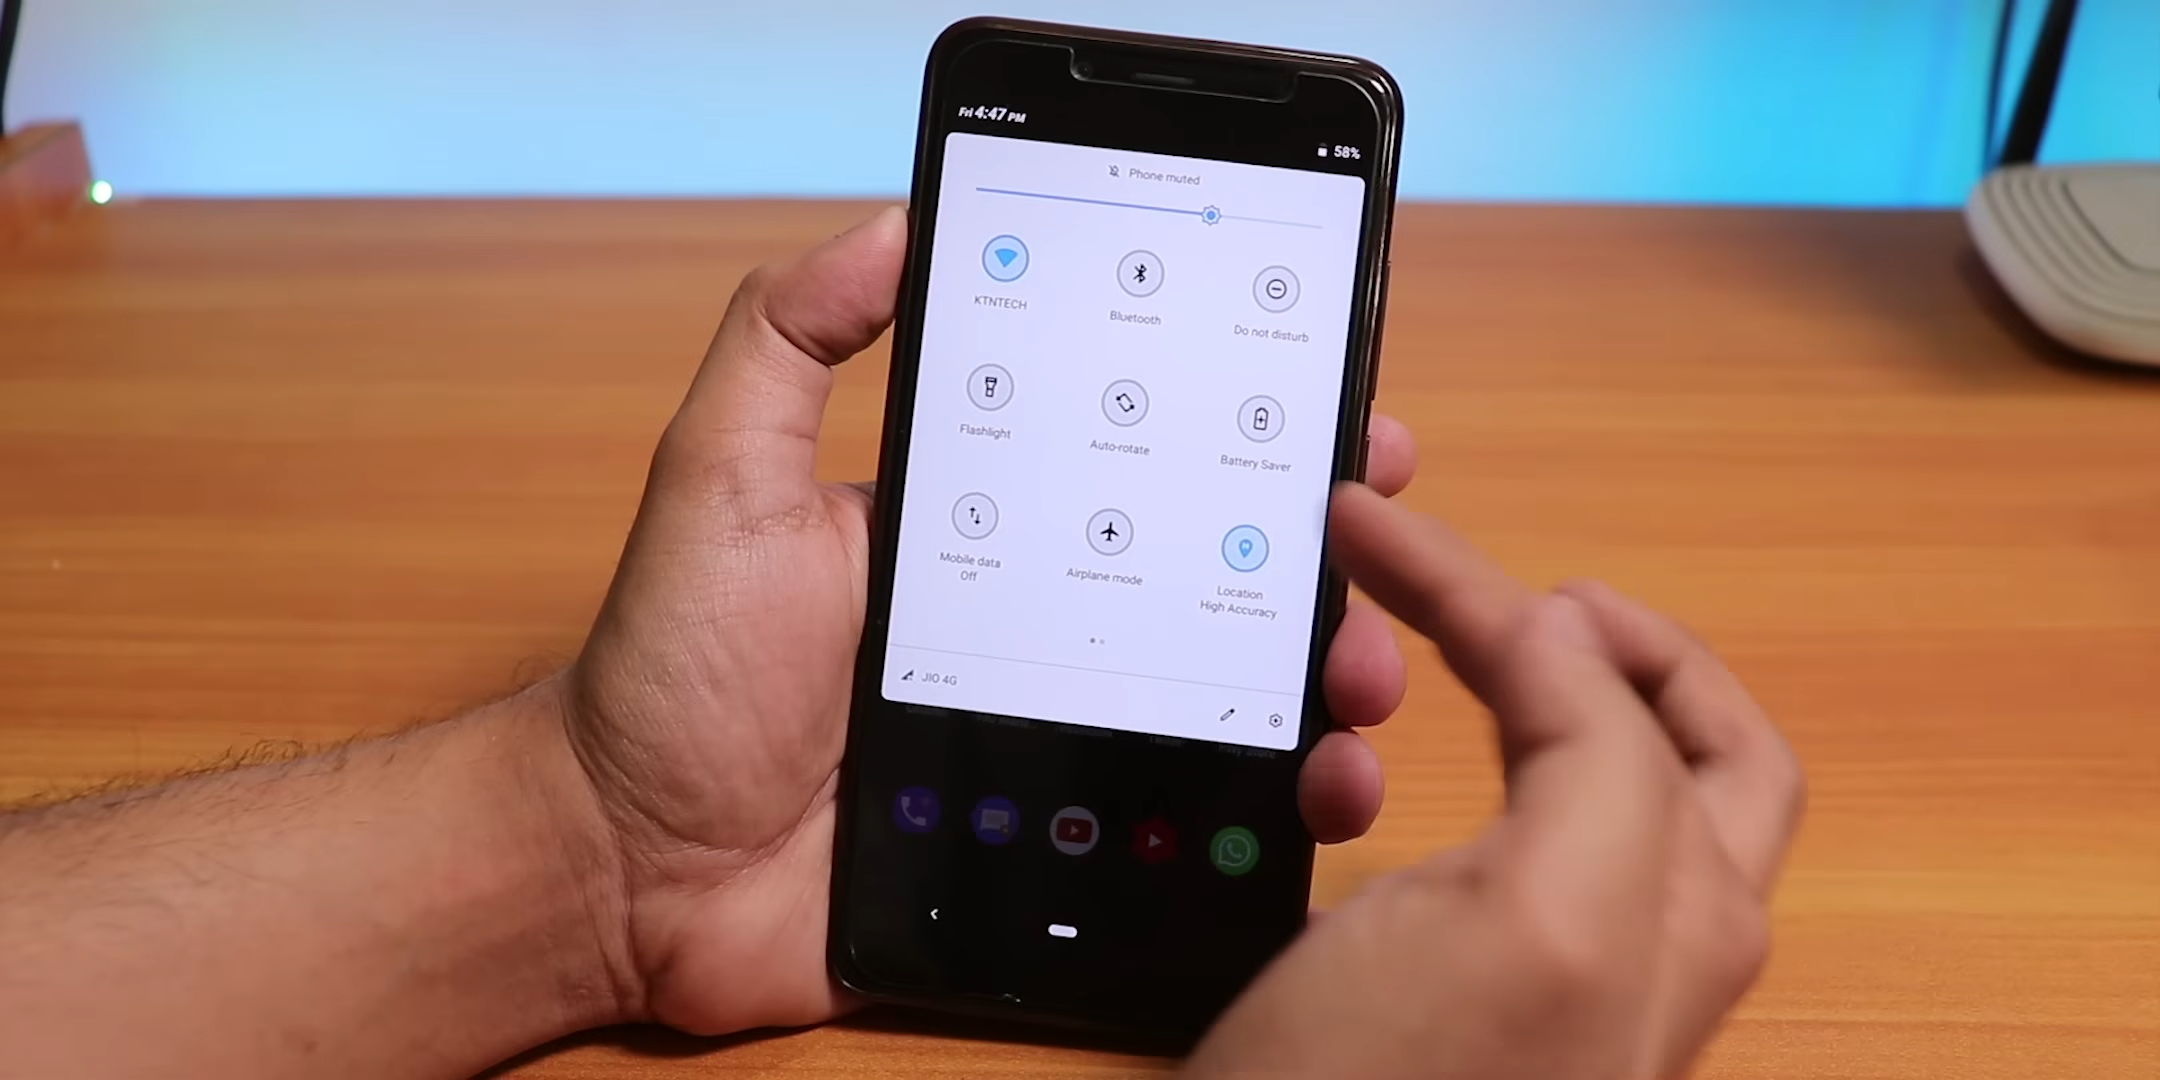 Fri 4:47 PM
58%
Phone muted
KTNTECH
Bluetooth
Do not disturb
Flashlight
Auto-rotate
Battery Saver
Mobile data
Off
Airplane mode
Location
High Accuracy
JIO 4G